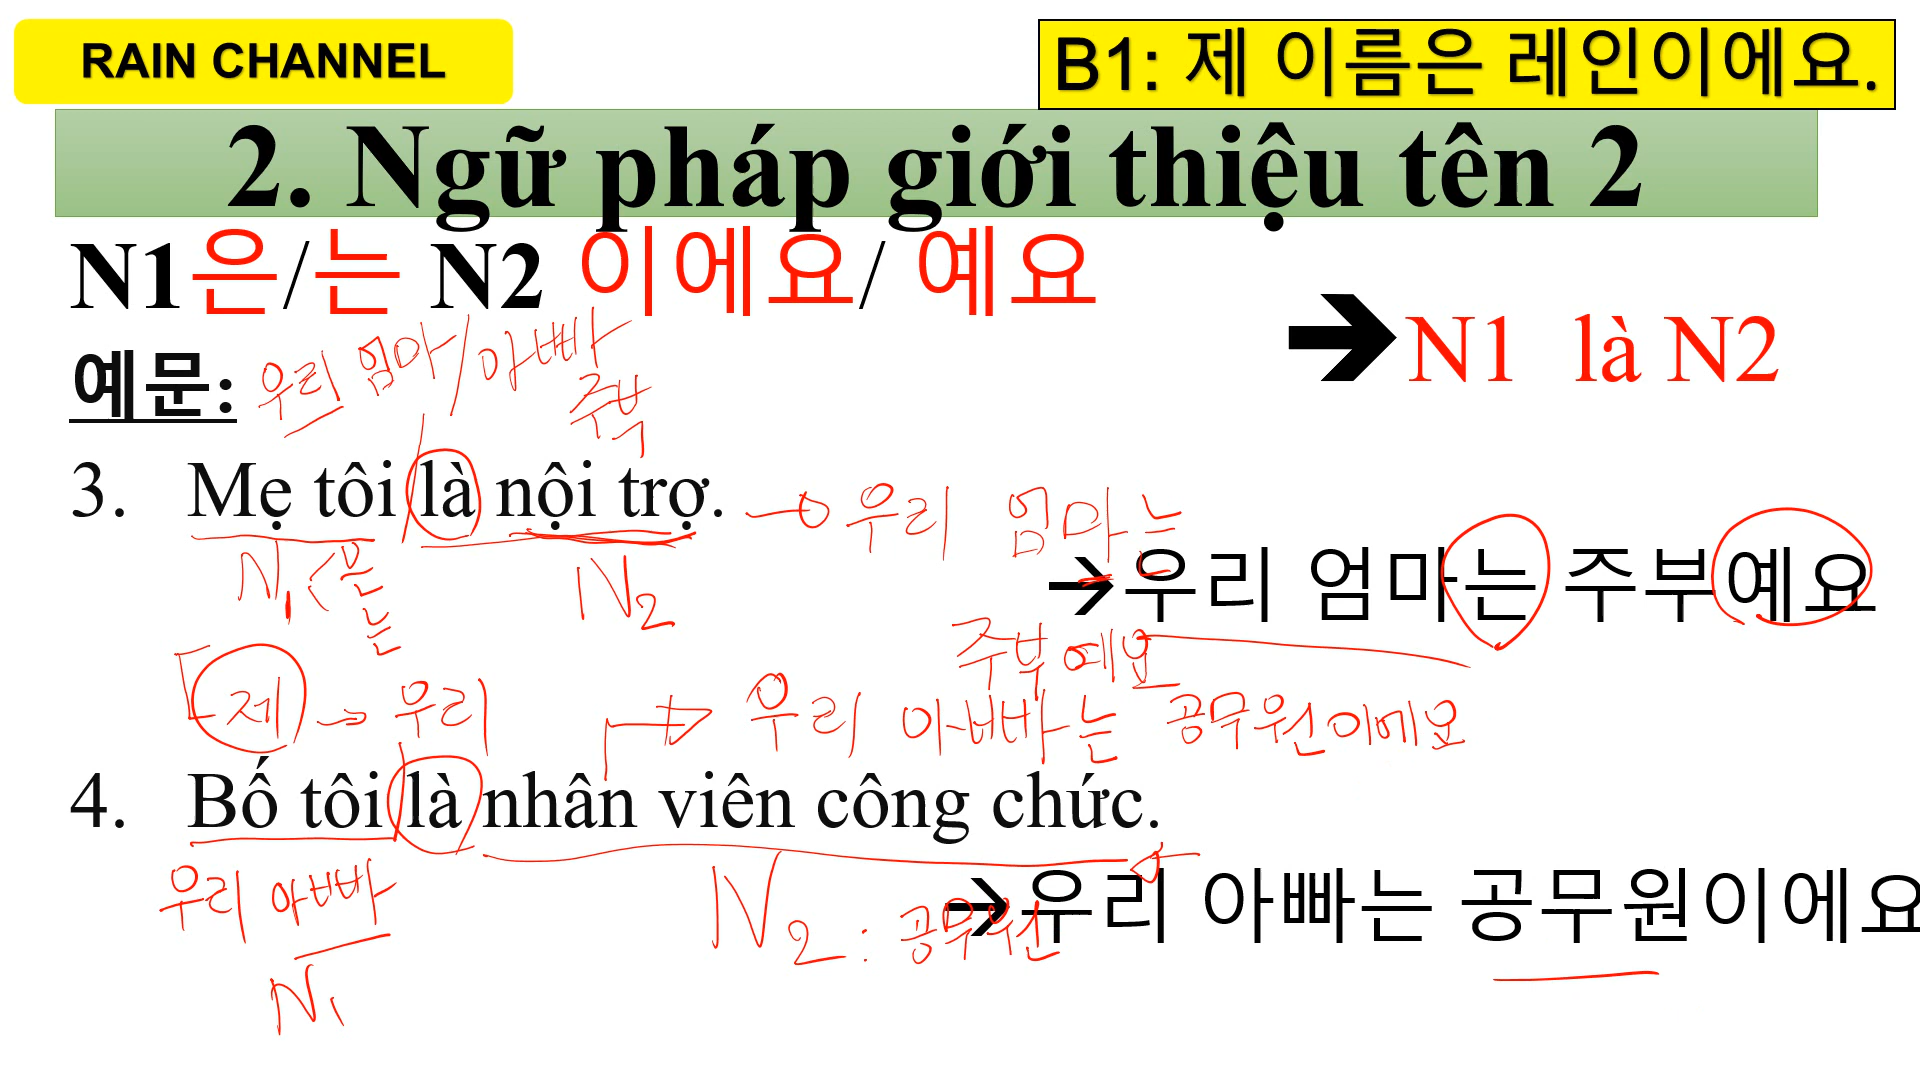 RAIN CHANNEL
B1: 제 이름은 레인이에요.
2. Ngữ pháp giới thiệu tên 2
N1은/는 N2 이에요/ 예요
➔N1 là N2
예문:
우리 엄마/아빠
주부
3. Mẹ tôi là nội trợ.
→ 우리 엄마는
N1 < 은
는
N2
➔우리 엄마는 주부예요
주부예요
제 → 우리
→ 우리 아빠는 공무원이에요
4. Bố tôi là nhân viên công chức.
우리 아빠
N1
N2 : 공무원
➔우리 아빠는 공무원이에요